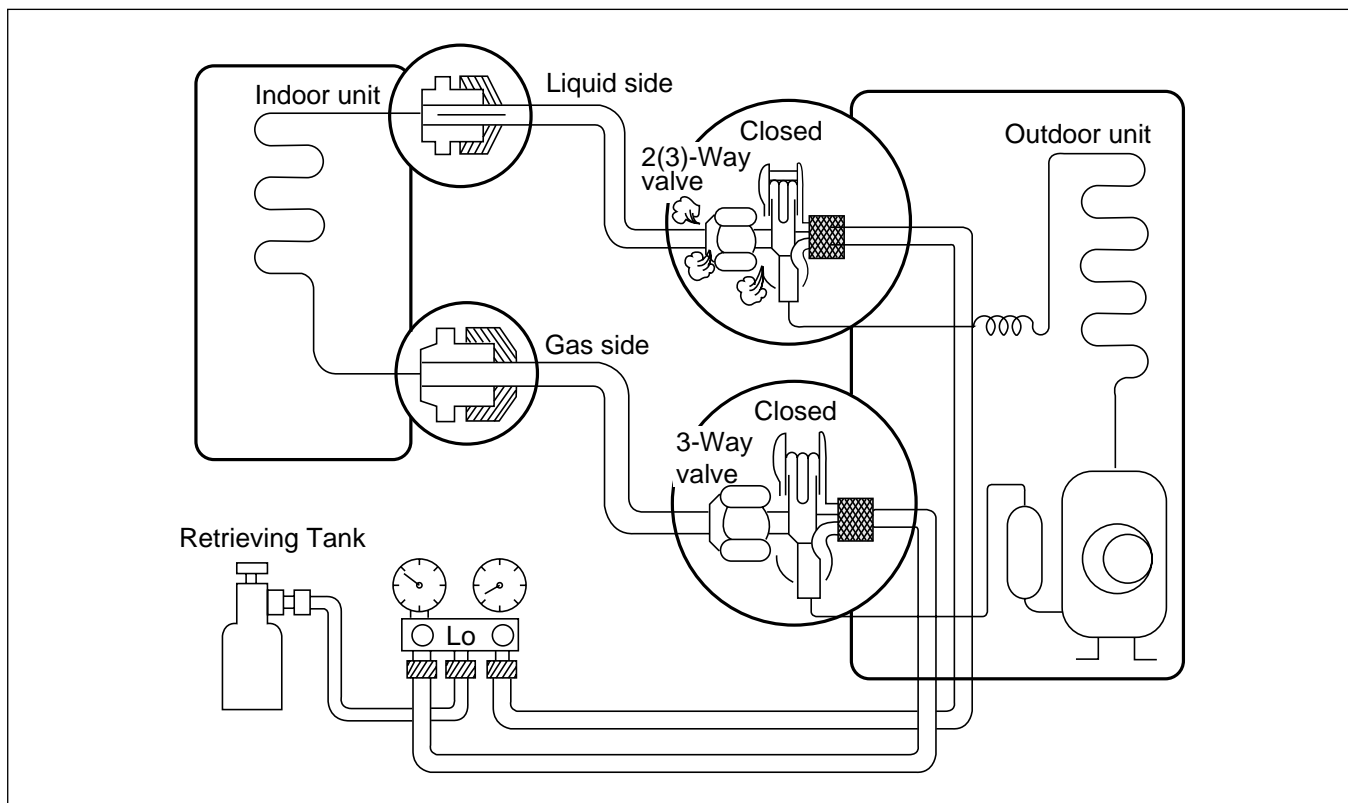 Indoor unit
Liquid side
Closed
2(3)-Way
valve
Outdoor unit
Gas side
Closed
3-Way
valve
Retrieving Tank
Lo